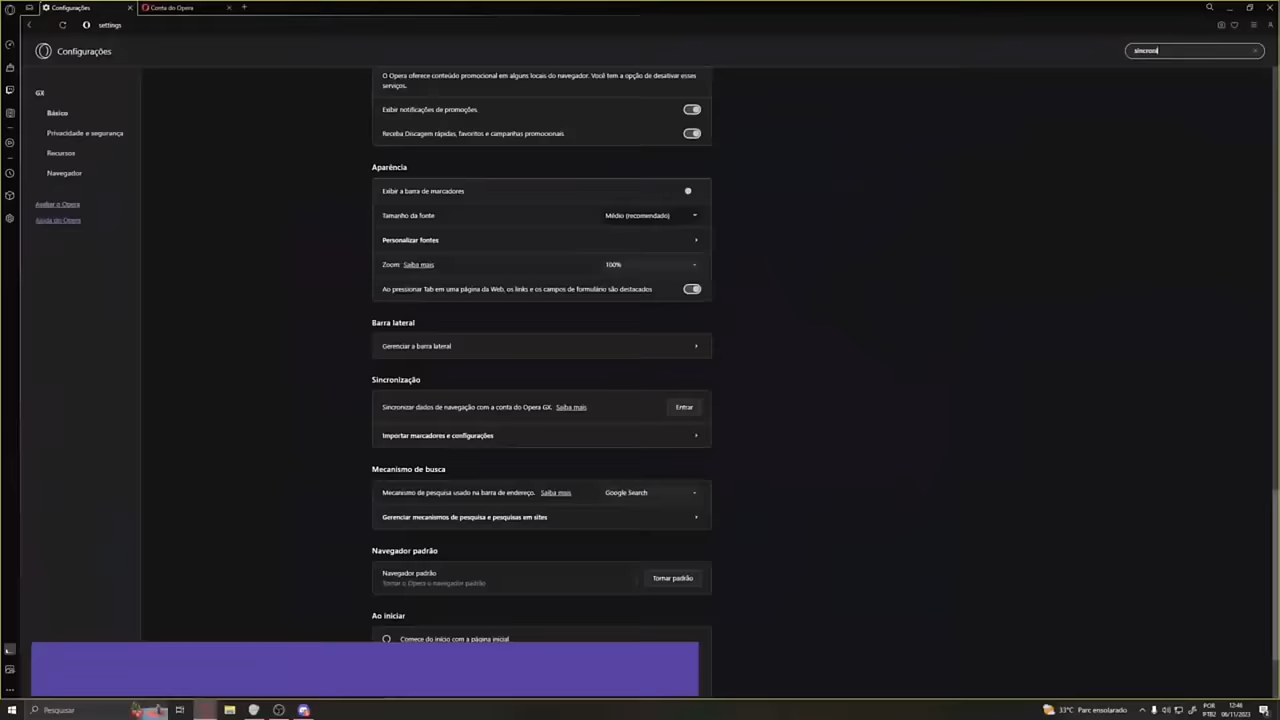 Configurações
Conta do Opera
settings
Configurações
sincroni
GX
Básico
Privacidade e segurança
Recursos
Navegador
Avaliar o Opera
Ajuda do Opera
O Opera oferece conteúdo promocional em alguns locais do navegador. Você tem a opção de desativar esses
serviços.
Exibir notificações de promoções.
Receba Discagem rápidas, favoritos e campanhas promocionais
Aparência
Exibir a barra de marcadores
Tamanho da fonte Médio (recomendado)
Personalizar fontes
Zoom Saiba mais 100%
Ao pressionar Tab em uma página da Web, os links e os campos de formulário são destacados
Barra lateral
Gerenciar a barra lateral
Sincronização
Sincronizar dados de navegação com a conta do Opera GX. Saiba mais Entrar
Importar marcadores e configurações
Mecanismo de busca
Mecanismo de pesquisa usado na barra de endereço. Saiba mais Google Search
Gerenciar mecanismos de pesquisa e pesquisas em sites
Navegador padrão
Navegador padrão
Tornar o Opera o navegador padrão Tornar padrão
Ao iniciar
Comece do início com a página inicial
Pesquisar
33°C Parc ensolarado
POR 12:46
PTB2 06/11/2023